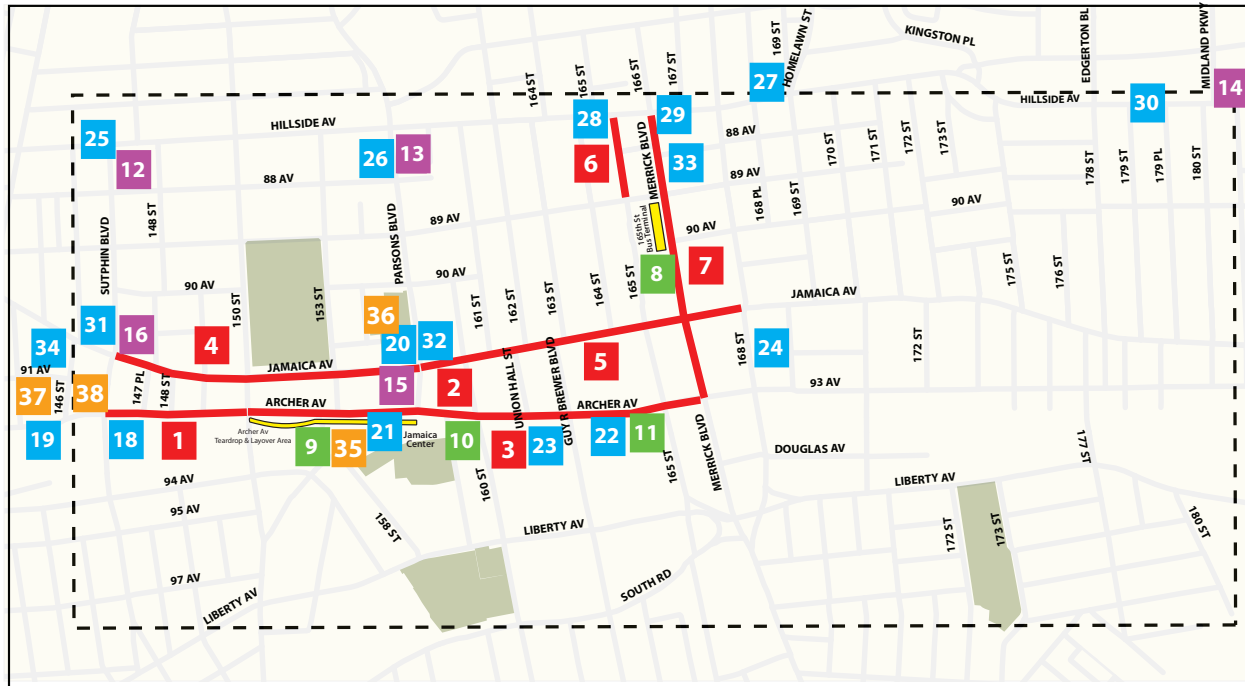 MIDLAND PKWY
EDGERTON BL
HOMELAWN ST
169 ST
KINGSTON PL
167 ST
166 ST
165 ST
164 ST
27
14
30
HILLSIDE AV
28
29
25
12
HILLSIDE AV
26
13
6
MERRICK BLVD
33
88 AV
170 ST
171 ST
172 ST
173 ST
178 ST
179 ST
179 PL
180 ST
88 AV
89 AV
168 PL
169 ST
90 AV
SUTPHIN BLVD
148 ST
PARSONS BLVD
89 AV
165th St
Bus Terminal
90 AV
8
7
90 AV
150 ST
153 ST
90 AV
161 ST
162 ST
163 ST
164 ST
165 ST
175 ST
176 ST
JAMAICA AV
31
16
4
36
20
32
34
91 AV
JAMAICA AV
5
168 ST
24
172 ST
37
146 ST
38
147 PL
148 ST
15
2
UNION HALL ST
GUY R BREWER BLVD
93 AV
ARCHER AV
ARCHER AV
19
18
1
Archer Av
Teardrop & Layover Area
9
35
21
Jamaica
Center
10
3
23
22
11
165 ST
MERRICK BLVD
DOUGLAS AV
177 ST
94 AV
160 ST
LIBERTY AV
95 AV
158 ST
LIBERTY AV
172 ST
173 ST
180 ST
97 AV
LIBERTY AV
SOUTH RD